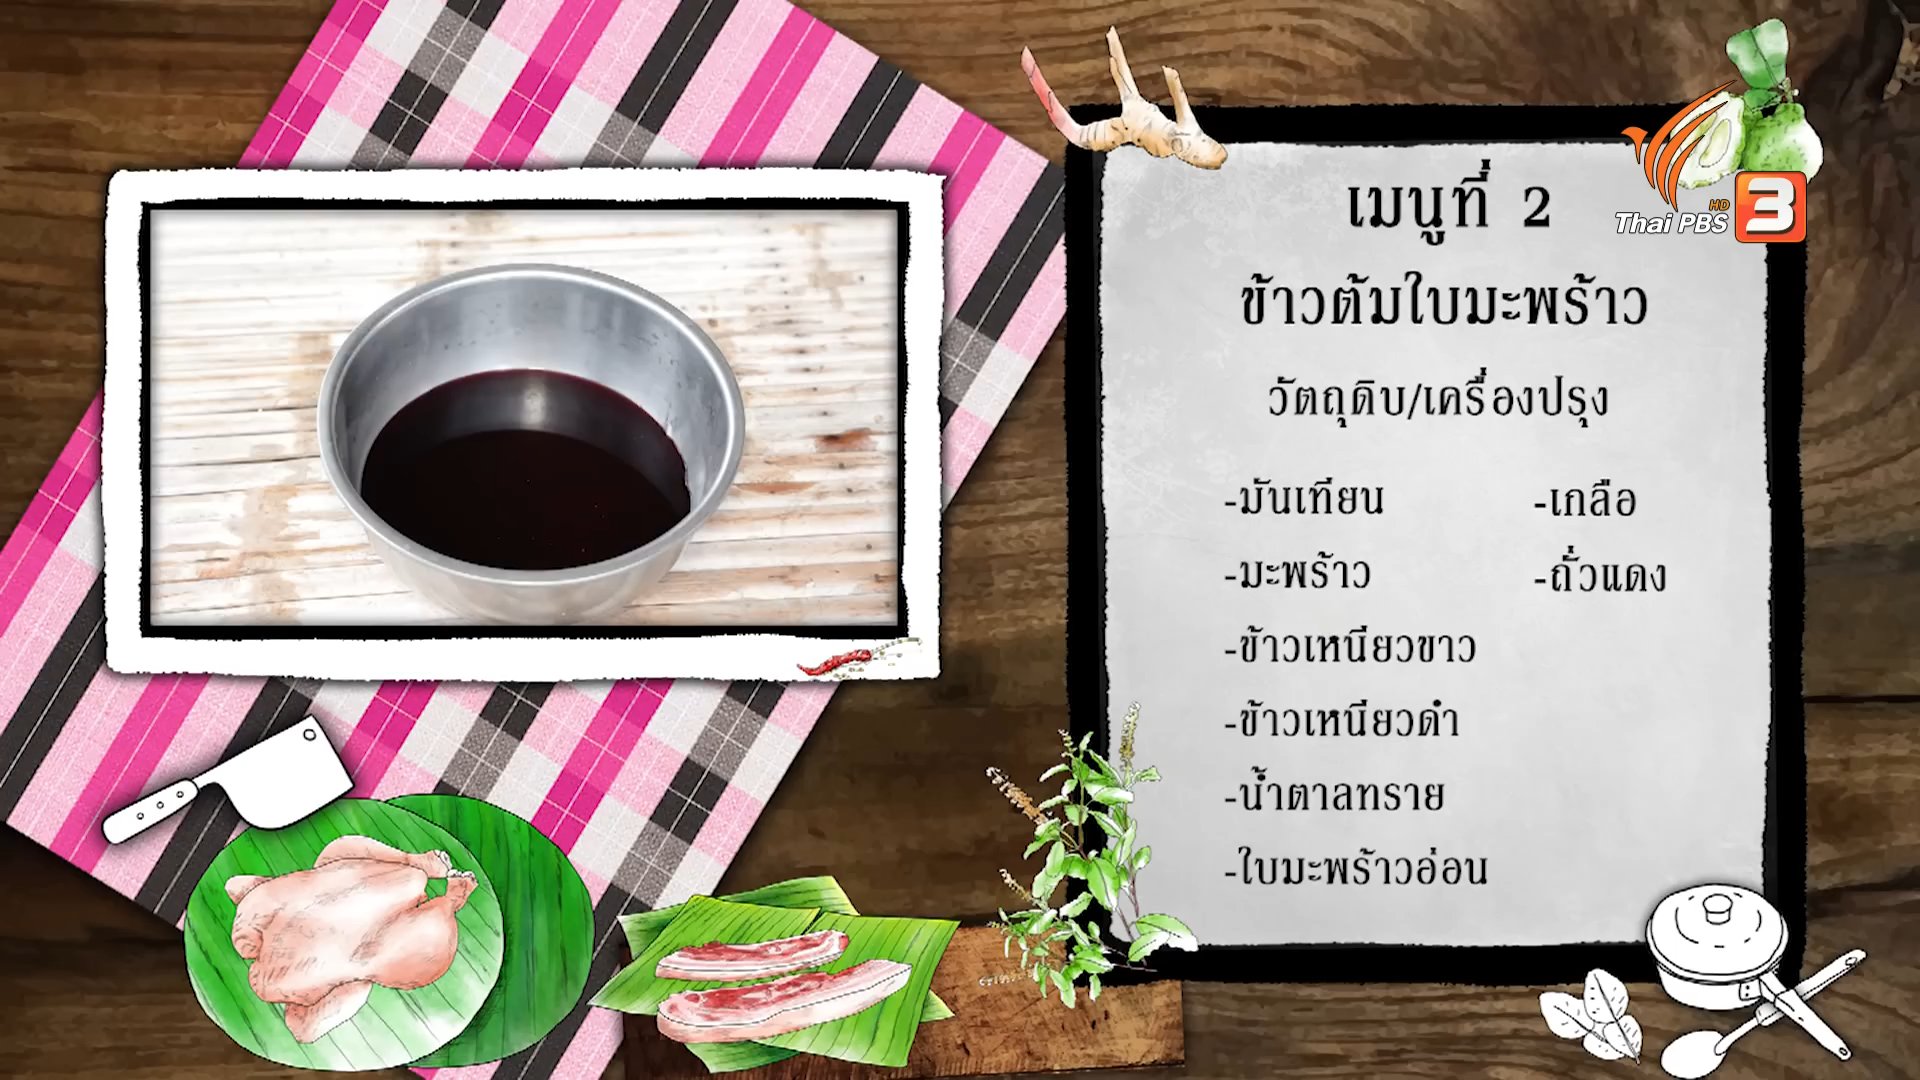 เมนูที่ 2
ข้าวต้มใบมะพร้าว
วัตถุดิบ/เครื่องปรุง
-มันเทียน
-มะพร้าว
-ข้าวเหนียวขาว
-ข้าวเหนียวดำ
-น้ำตาลทราย
-ใบมะพร้าวอ่อน
-เกลือ
-ถั่วแดง
Thai PBS HD 3